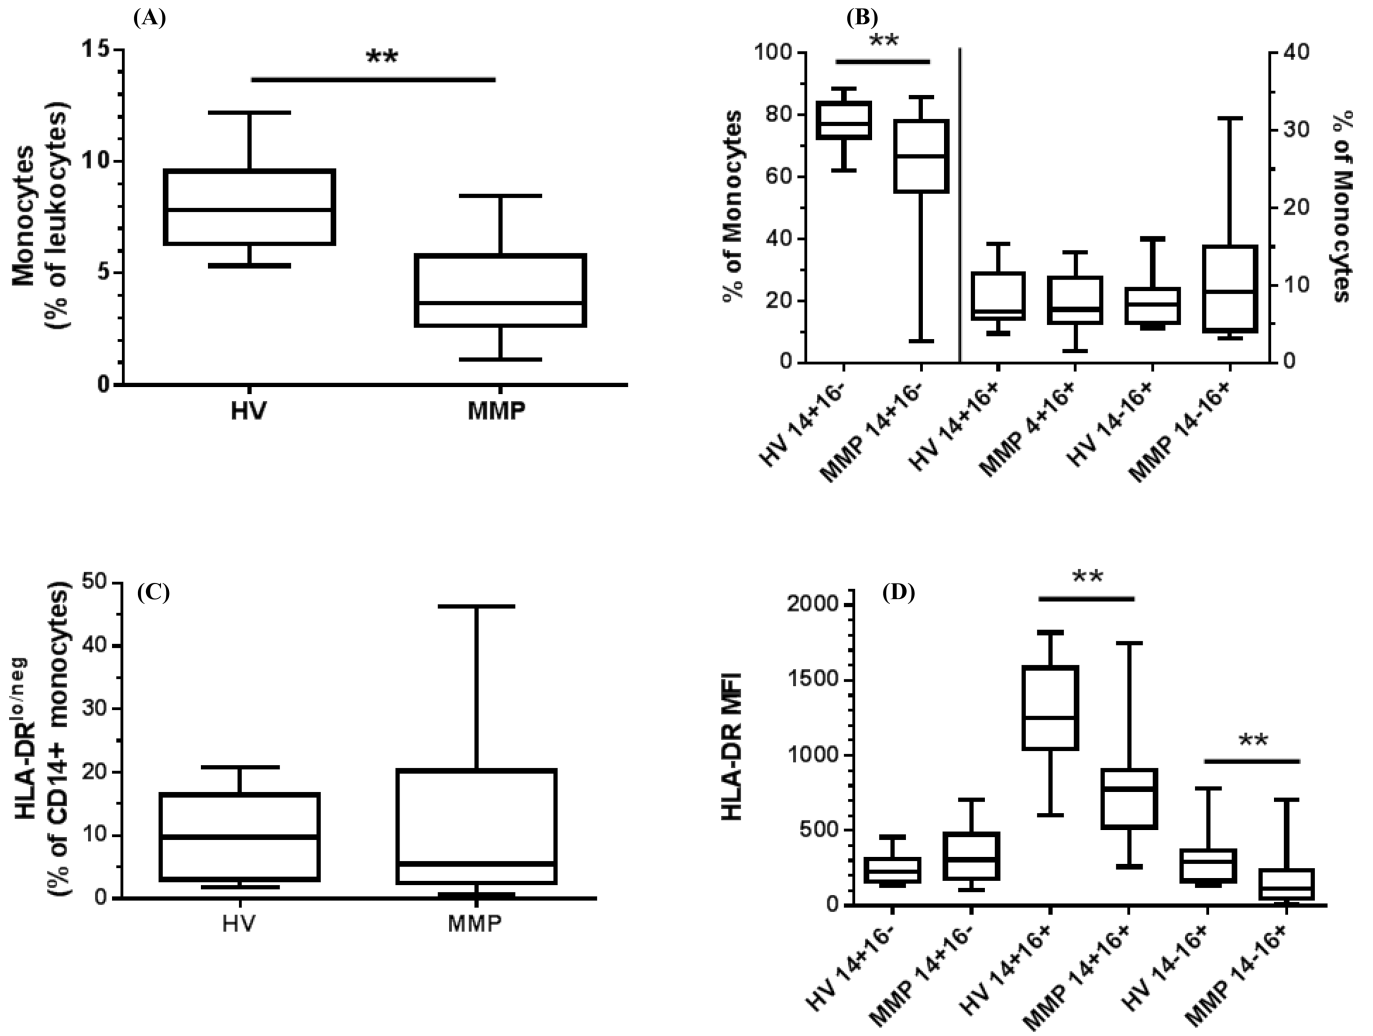 (A)
**
15
10
5
0
Monocytes
(% of leukocytes)
HV
MMP
(B)
**
100
80
60
40
20
0
% of Monocytes
40
30
20
10
0
% of Monocytes
HV 14+16-
MMP 14+16-
HV 14+16+
MMP 4+16+
HV 14-16+
MMP 14-16+
(C)
50
40
30
20
10
0
HLA-DRlo/neg
(% of CD14+ monocytes)
HV
MMP
(D)
**
**
2000
1500
1000
500
0
HLA-DR MFI
HV 14+16-
MMP 14+16-
HV 14+16+
MMP 14+16+
HV 14-16+
MMP 14-16+